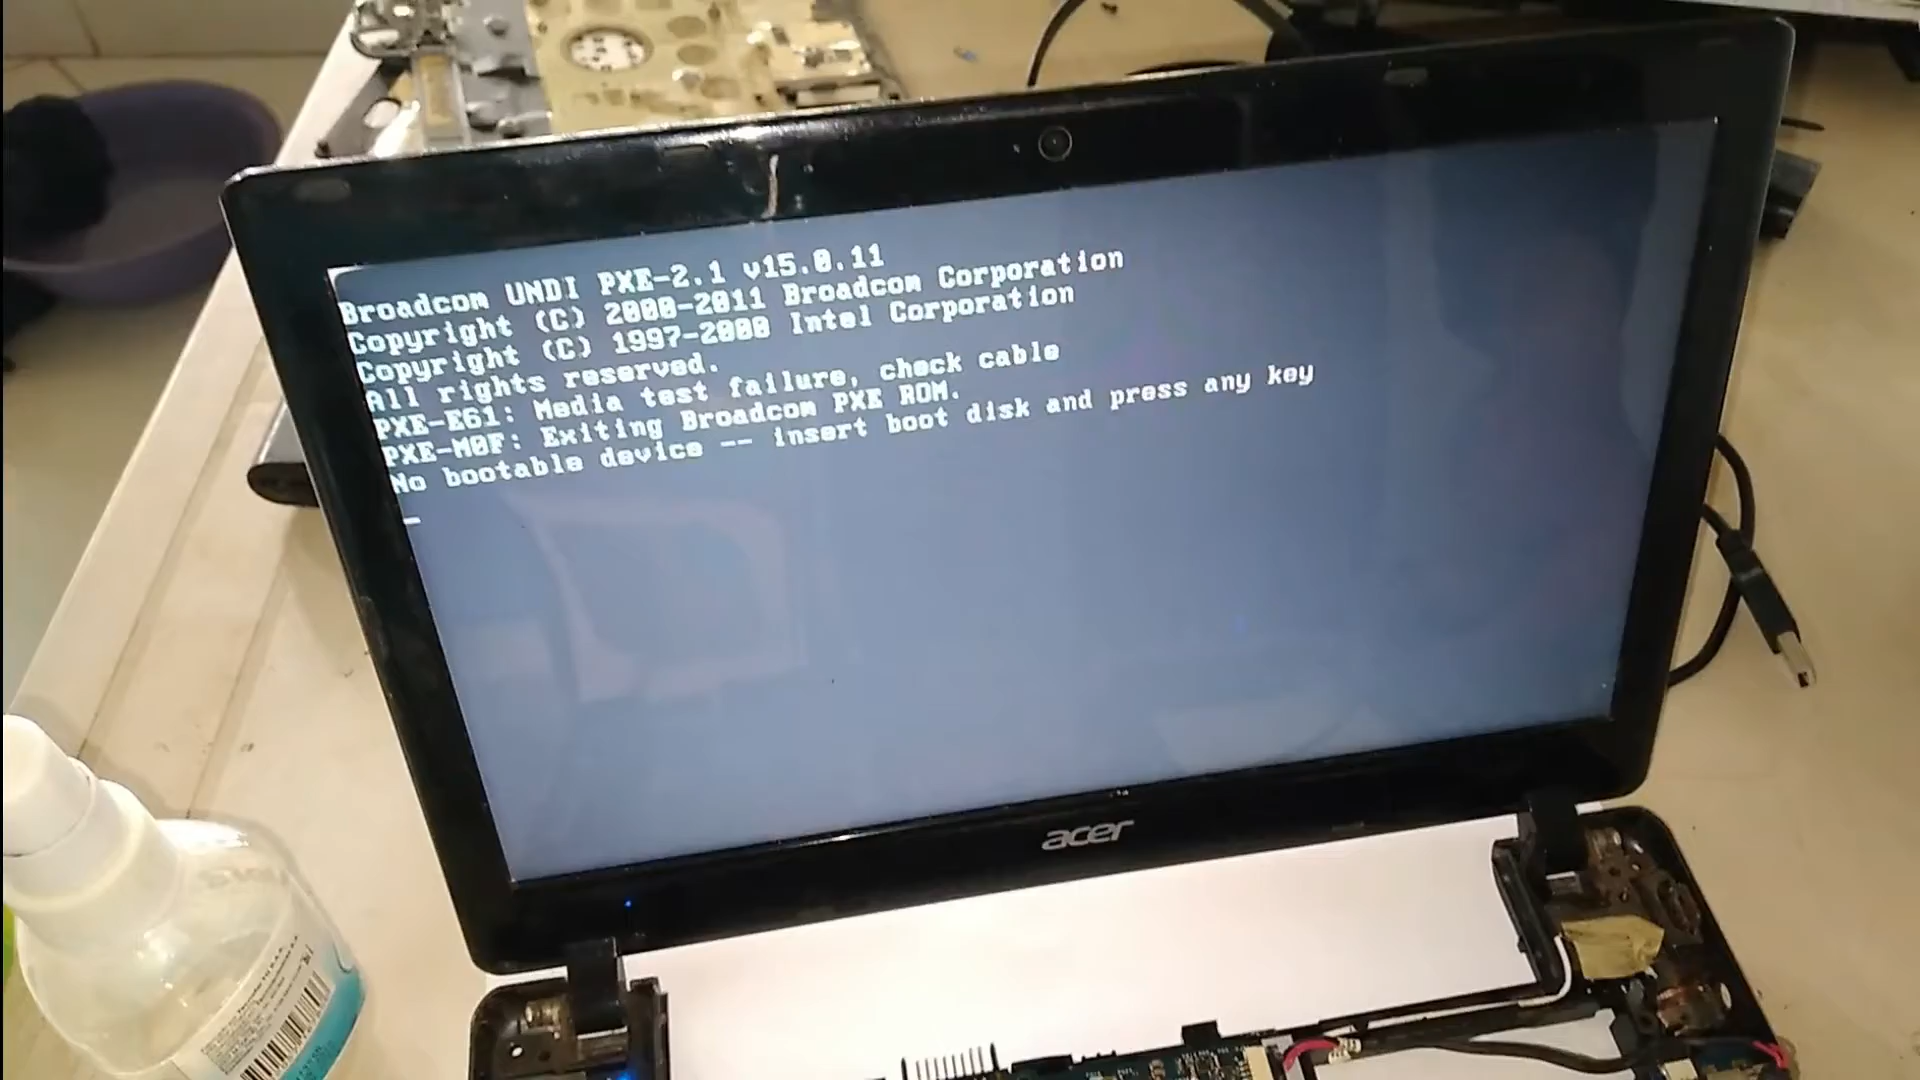 Broadcom UNDI PXE-2.1 v15.0.11
Copyright (C) 2000-2011 Broadcom Corporation
Copyright (C) 1997-2000 Intel Corporation
All rights reserved.
PXE-E61: Media test failure, check cable
PXE-M0F: Exiting Broadcom PXE ROM.
No bootable device -- insert boot disk and press any key
acer